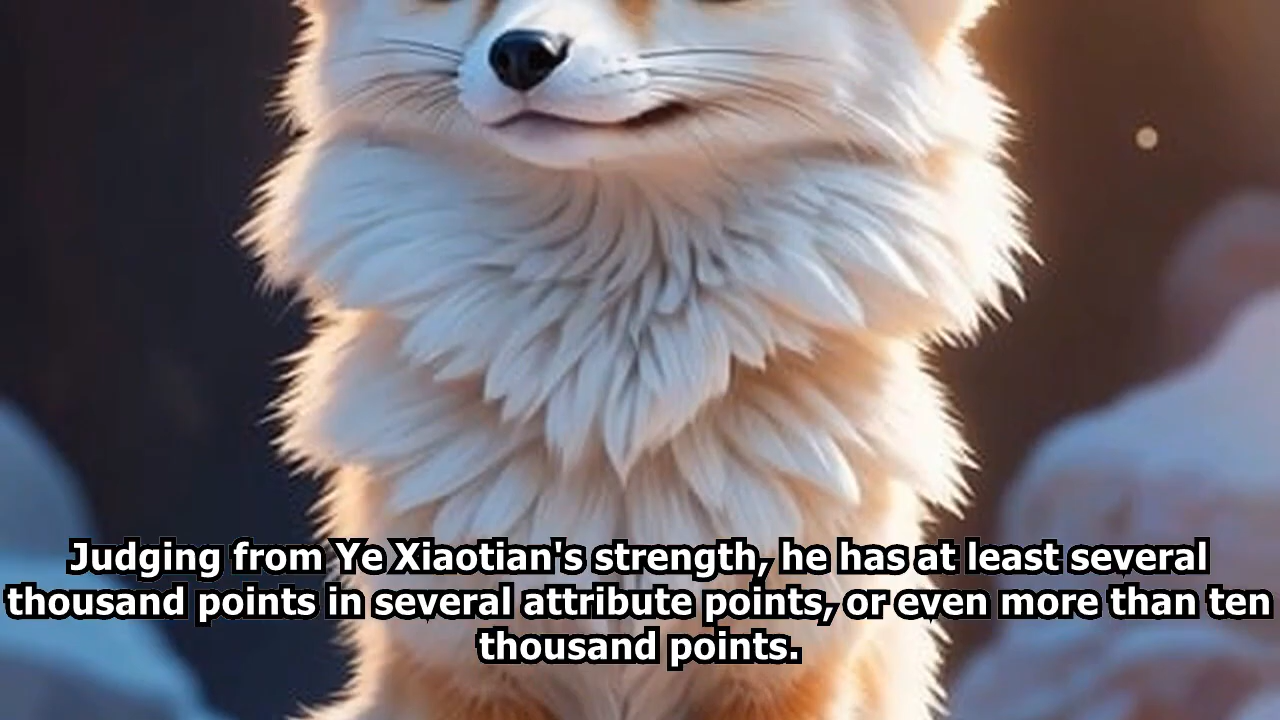 Judging from Ye Xiaotian's strength, he has at least several
thousand points in several attribute points, or even more than ten
thousand points.